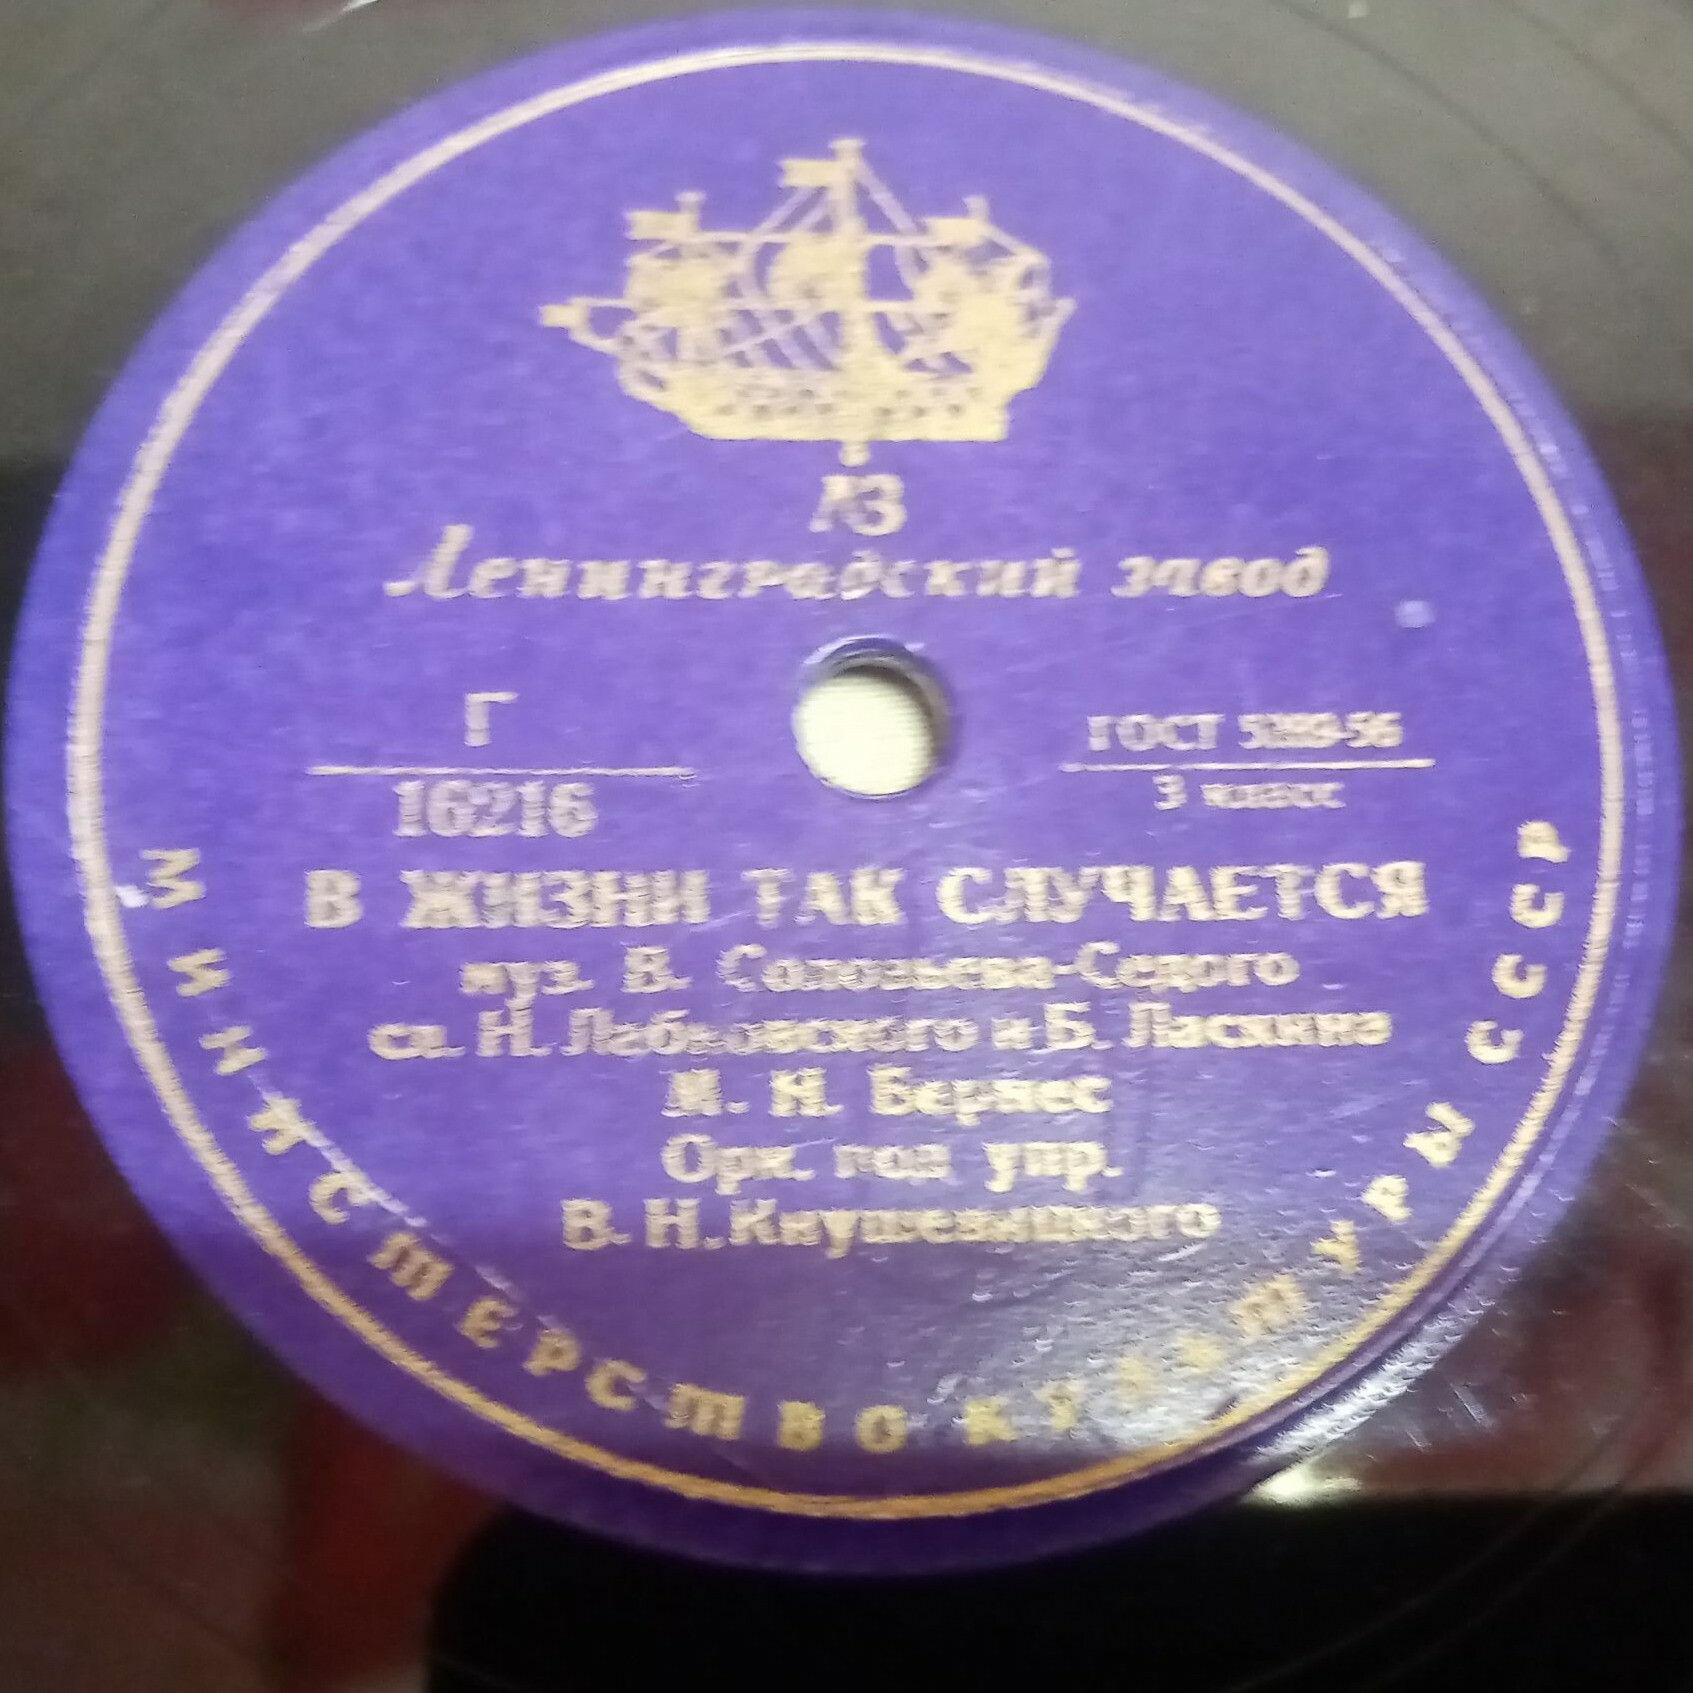 ЛЗ
Ленинградский завод
Г
16216
ГОСТ 5289-56
3 класс
В ЖИЗНИ ТАК СЛУЧАЕТСЯ
муз. В. Соловьева-Седого
сл. Н. Лабковского и Б. Ласкина
М. Н. Бернес
Орк. под упр.
В. Н. Кнушевицкого
МИНИСТЕРСТВО КУЛЬТУРЫ СССР